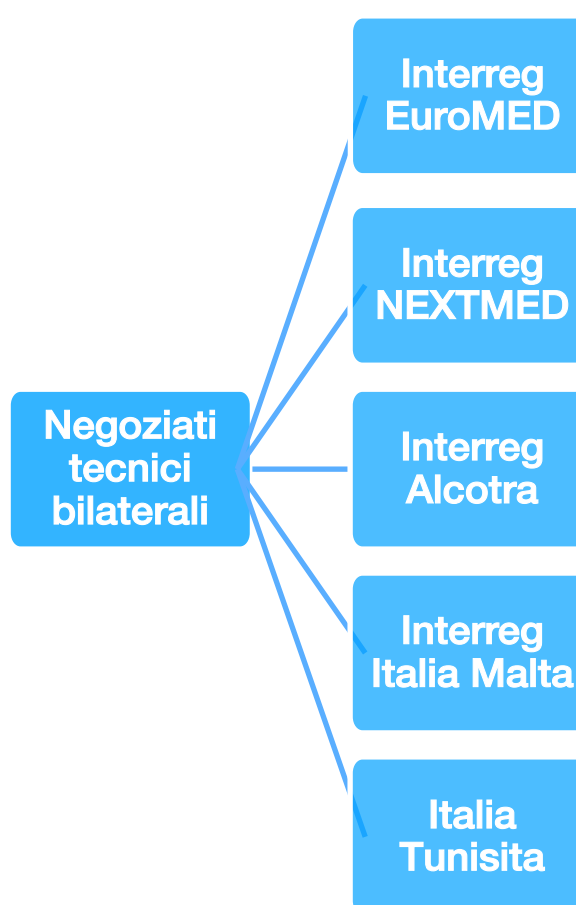 Interreg
EuroMED
Interreg
NEXTMED
Negoziati
tecnici
bilaterali
Interreg
Alcotra
Interreg
Italia Malta
Italia
Tunisita